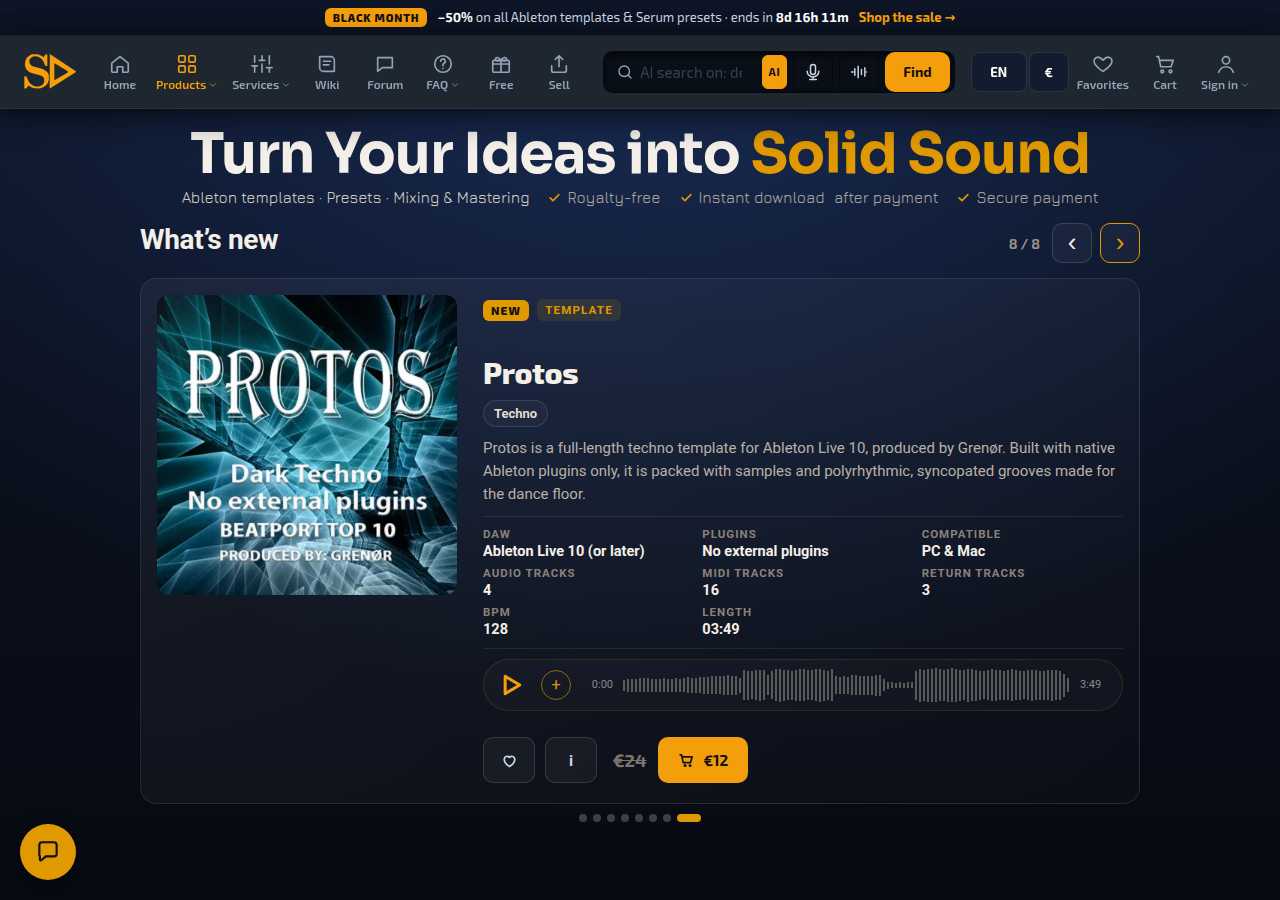 BLACK MONTH −50% on all Ableton templates & Serum presets · ends in 8d 16h 11m Shop the sale →
Home Products Services Wiki Forum FAQ Free Sell AI search on: dr AI Find EN € Favorites Cart Sign in
Turn Your Ideas into Solid Sound
Ableton templates · Presets · Mixing & Mastering ✓ Royalty-free ✓ Instant download after payment ✓ Secure payment
What’s new
8 / 8
PROTOS
Dark Techno
No external plugins
BEATPORT TOP 10
PRODUCED BY: GRENØR
NEW TEMPLATE
Protos
Techno
Protos is a full-length techno template for Ableton Live 10, produced by Grenør. Built with native
Ableton plugins only, it is packed with samples and polyrhythmic, syncopated grooves made for
the dance floor.
DAW PLUGINS COMPATIBLE
Ableton Live 10 (or later) No external plugins PC & Mac
AUDIO TRACKS MIDI TRACKS RETURN TRACKS
4 16 3
BPM LENGTH
128 03:49
0:00 3:49
i €24 €12